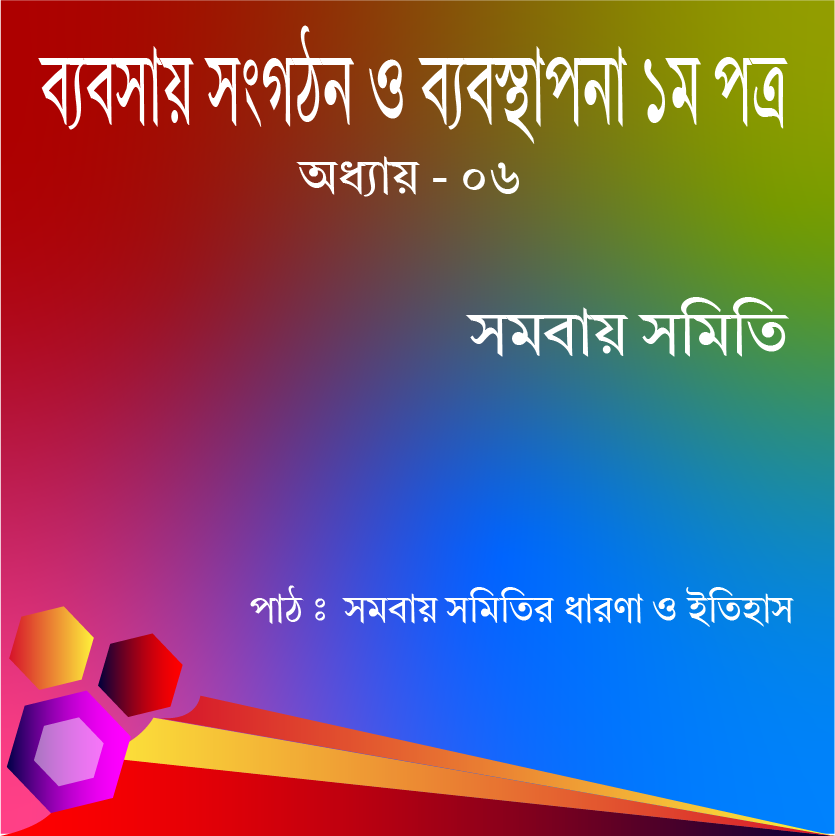 ব্যবসায় সংগঠন ও ব্যবস্থাপনা ১ম পত্র
অধ্যায় - ০৬
সমবায় সমিতি
পাঠ ঃ সমবায় সমিতির ধারণা ও ইতিহাস